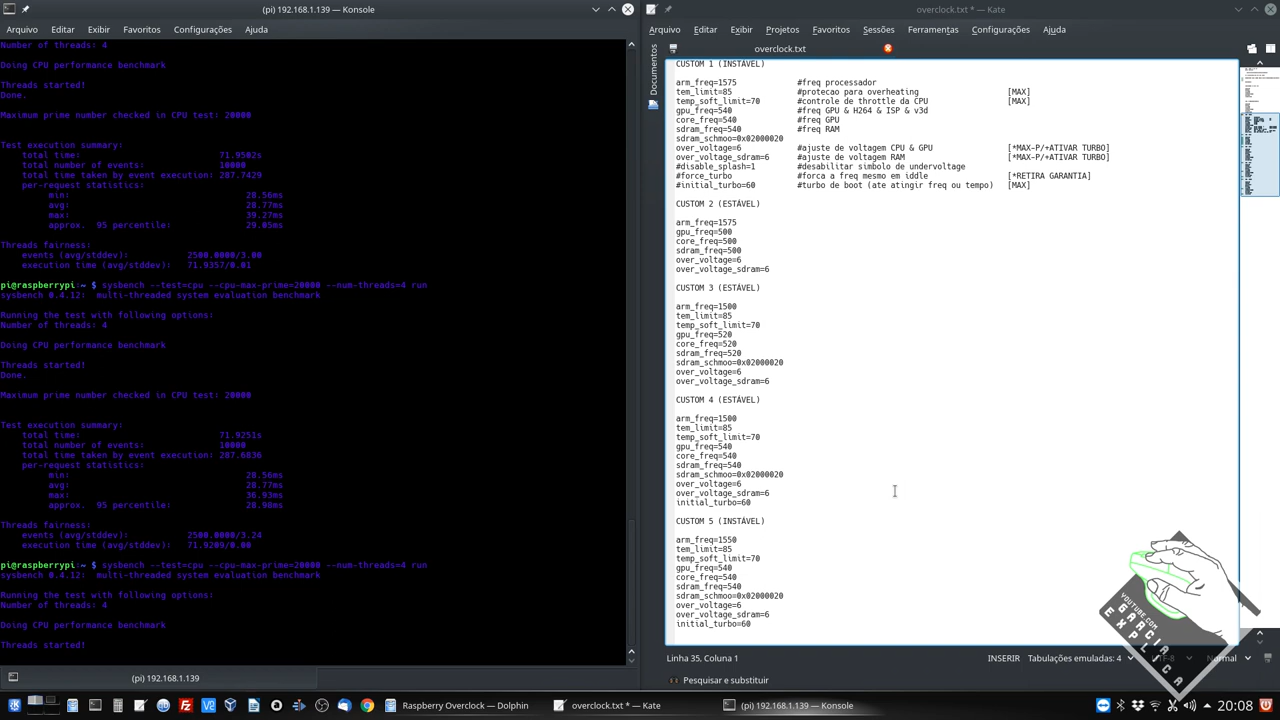 (pi) 192.168.1.139 — Konsole
Arquivo Editar Exibir Favoritos Configurações Ajuda
Number of threads: 4
Doing CPU performance benchmark
Threads started!
Done.
Maximum prime number checked in CPU test: 20000
Test execution summary:
total time: 71.9502s
total number of events: 10000
total time taken by event execution: 287.7429
per-request statistics:
min: 28.56ms
avg: 28.77ms
max: 39.27ms
approx. 95 percentile: 29.05ms
Threads fairness:
events (avg/stddev): 2500.0000/3.00
execution time (avg/stddev): 71.9357/0.01
pi@raspberrypi:~ $ sysbench --test=cpu --cpu-max-prime=20000 --num-threads=4 run
sysbench 0.4.12: multi-threaded system evaluation benchmark
Running the test with following options:
Number of threads: 4
Doing CPU performance benchmark
Threads started!
Done.
Maximum prime number checked in CPU test: 20000
Test execution summary:
total time: 71.9251s
total number of events: 10000
total time taken by event execution: 287.6836
per-request statistics:
min: 28.56ms
avg: 28.77ms
max: 36.93ms
approx. 95 percentile: 28.98ms
Threads fairness:
events (avg/stddev): 2500.0000/3.24
execution time (avg/stddev): 71.9209/0.00
pi@raspberrypi:~ $ sysbench --test=cpu --cpu-max-prime=20000 --num-threads=4 run
sysbench 0.4.12: multi-threaded system evaluation benchmark
Running the test with following options:
Number of threads: 4
Doing CPU performance benchmark
Threads started!
(pi) 192.168.1.139
overclock.txt * — Kate
Arquivo Editar Exibir Projetos Favoritos Sessões Ferramentas Configurações Ajuda
Documentos
overclock.txt
CUSTOM 1 (INSTÁVEL)
arm_freq=1575 #freq processador
tem_limit=85 #protecao para overheating [MAX]
temp_soft_limit=70 #controle de throttle da CPU [MAX]
gpu_freq=540 #freq GPU & H264 & ISP & v3d
core_freq=540 #freq GPU
sdram_freq=540 #freq RAM
sdram_schmoo=0x02000020
over_voltage=6 #ajuste de voltagem CPU & GPU [*MAX-P/+ATIVAR TURBO]
over_voltage_sdram=6 #ajuste de voltagem RAM [*MAX-P/+ATIVAR TURBO]
#disable_splash=1 #desabilitar simbolo de undervoltage
#force_turbo #forca a freq mesmo em iddle [*RETIRA GARANTIA]
#initial_turbo=60 #turbo de boot (ate atingir freq ou tempo) [MAX]
CUSTOM 2 (ESTÁVEL)
arm_freq=1575
gpu_freq=500
core_freq=500
sdram_freq=500
over_voltage=6
over_voltage_sdram=6
CUSTOM 3 (ESTÁVEL)
arm_freq=1500
tem_limit=85
temp_soft_limit=70
gpu_freq=520
core_freq=520
sdram_freq=520
sdram_schmoo=0x02000020
over_voltage=6
over_voltage_sdram=6
CUSTOM 4 (ESTÁVEL)
arm_freq=1500
tem_limit=85
temp_soft_limit=70
gpu_freq=540
core_freq=540
sdram_freq=540
sdram_schmoo=0x02000020
over_voltage=6
over_voltage_sdram=6
initial_turbo=60
CUSTOM 5 (INSTÁVEL)
arm_freq=1550
tem_limit=85
temp_soft_limit=70
gpu_freq=540
core_freq=540
sdram_freq=540
sdram_schmoo=0x02000020
over_voltage=6
over_voltage_sdram=6
initial_turbo=60
YOUTUBE.COM
GARCIA
EXPLICA
Linha 35, Coluna 1 INSERIR Tabulações emuladas: 4 UTF-8 Normal
Pesquisar e substituir
Raspberry Overclock — Dolphin overclock.txt * — Kate (pi) 192.168.1.139 — Konsole 20:08